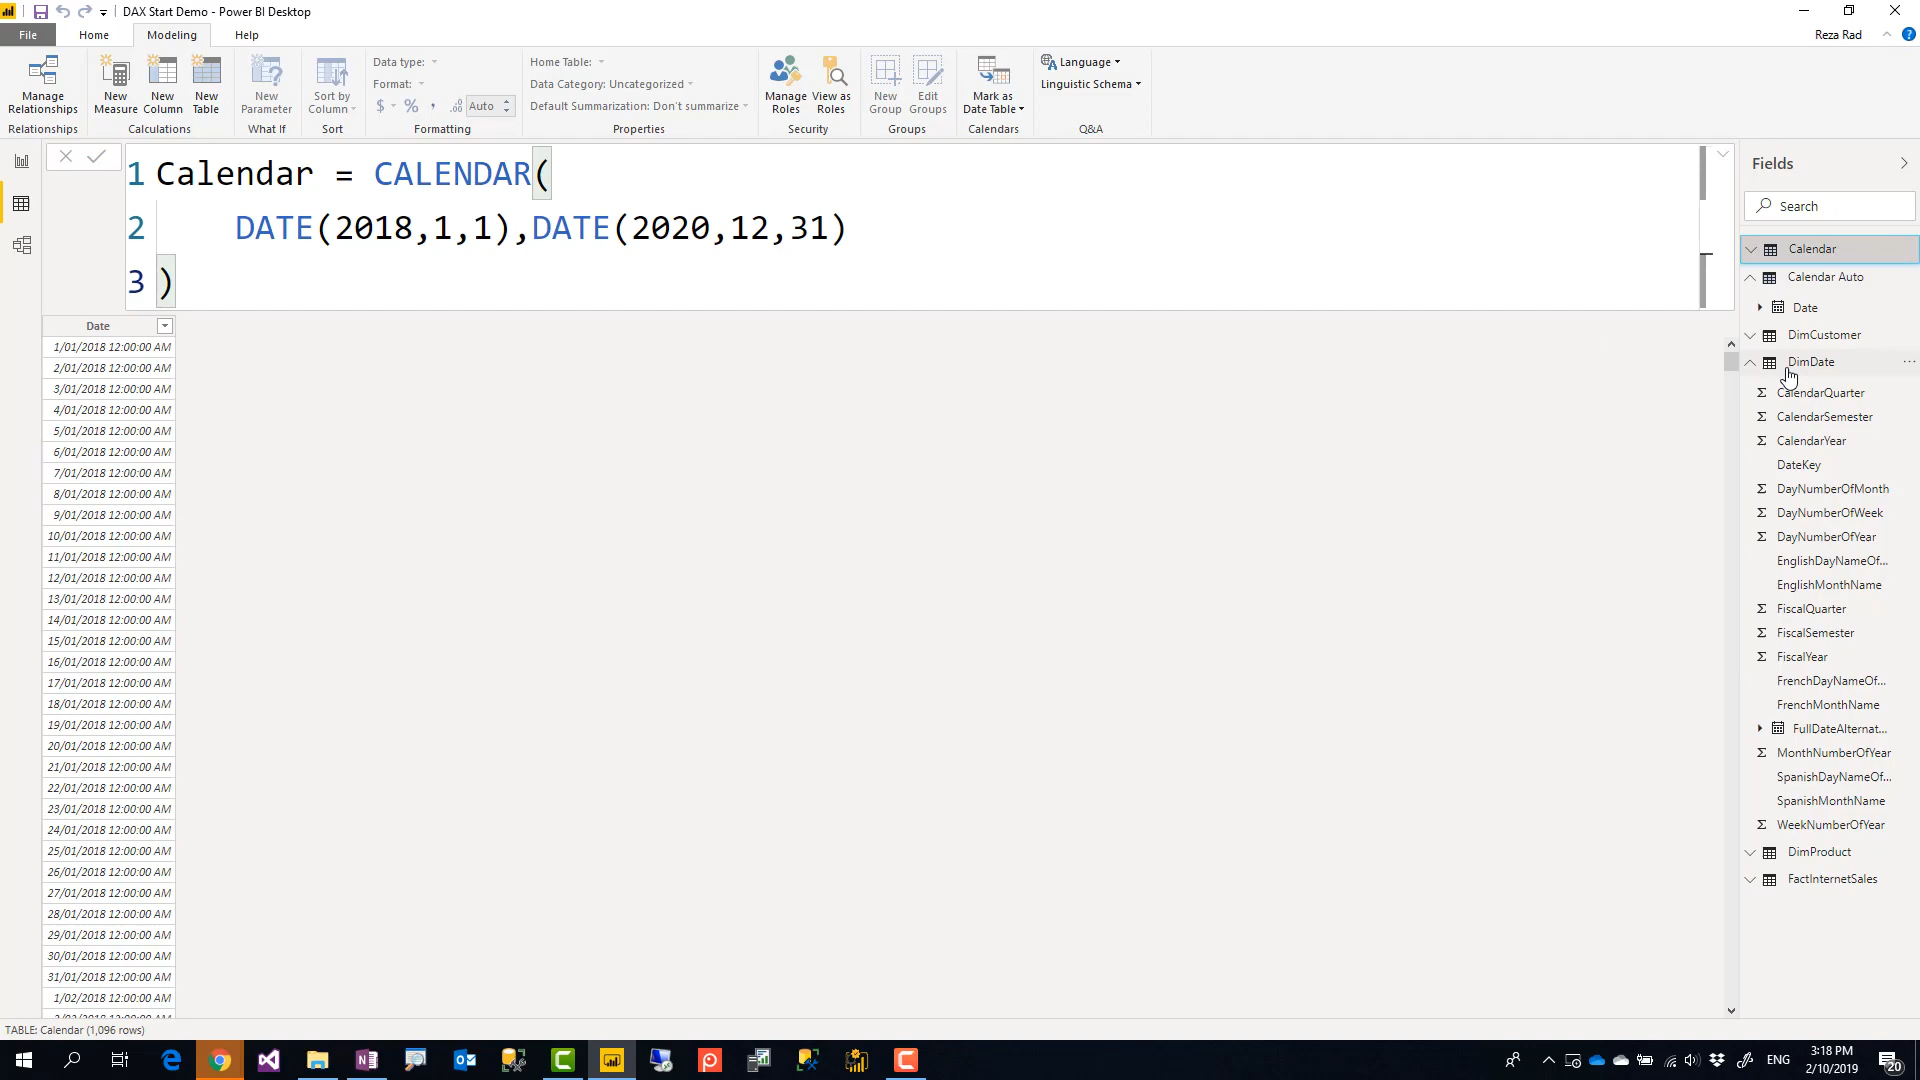 DAX Start Demo - Power BI Desktop
File
Home
Modeling
Help
Reza Rad
Manage Relationships
Relationships
New Measure
New Column
New Table
Calculations
New Parameter
What If
Sort by Column
Sort
Data type:
Format:
$ % , Auto
Formatting
Home Table:
Data Category: Uncategorized
Default Summarization: Don't summarize
Properties
Manage Roles
View as Roles
Security
New Group
Edit Groups
Groups
Mark as Date Table
Calendars
Language
Linguistic Schema
Q&A
1 Calendar = CALENDAR(
2 DATE(2018,1,1),DATE(2020,12,31)
3 )
Date
1/01/2018 12:00:00 AM
2/01/2018 12:00:00 AM
3/01/2018 12:00:00 AM
4/01/2018 12:00:00 AM
5/01/2018 12:00:00 AM
6/01/2018 12:00:00 AM
7/01/2018 12:00:00 AM
8/01/2018 12:00:00 AM
9/01/2018 12:00:00 AM
10/01/2018 12:00:00 AM
11/01/2018 12:00:00 AM
12/01/2018 12:00:00 AM
13/01/2018 12:00:00 AM
14/01/2018 12:00:00 AM
15/01/2018 12:00:00 AM
16/01/2018 12:00:00 AM
17/01/2018 12:00:00 AM
18/01/2018 12:00:00 AM
19/01/2018 12:00:00 AM
20/01/2018 12:00:00 AM
21/01/2018 12:00:00 AM
22/01/2018 12:00:00 AM
23/01/2018 12:00:00 AM
24/01/2018 12:00:00 AM
25/01/2018 12:00:00 AM
26/01/2018 12:00:00 AM
27/01/2018 12:00:00 AM
28/01/2018 12:00:00 AM
29/01/2018 12:00:00 AM
30/01/2018 12:00:00 AM
31/01/2018 12:00:00 AM
1/02/2018 12:00:00 AM
Fields
Search
Calendar
Calendar Auto
Date
DimCustomer
DimDate
CalendarQuarter
CalendarSemester
CalendarYear
DateKey
DayNumberOfMonth
DayNumberOfWeek
DayNumberOfYear
EnglishDayNameOf...
EnglishMonthName
FiscalQuarter
FiscalSemester
FiscalYear
FrenchDayNameOf...
FrenchMonthName
FullDateAlternat...
MonthNumberOfYear
SpanishDayNameOf...
SpanishMonthName
WeekNumberOfYear
DimProduct
FactInternetSales
TABLE: Calendar (1,096 rows)
ENG
3:18 PM
2/10/2019
20